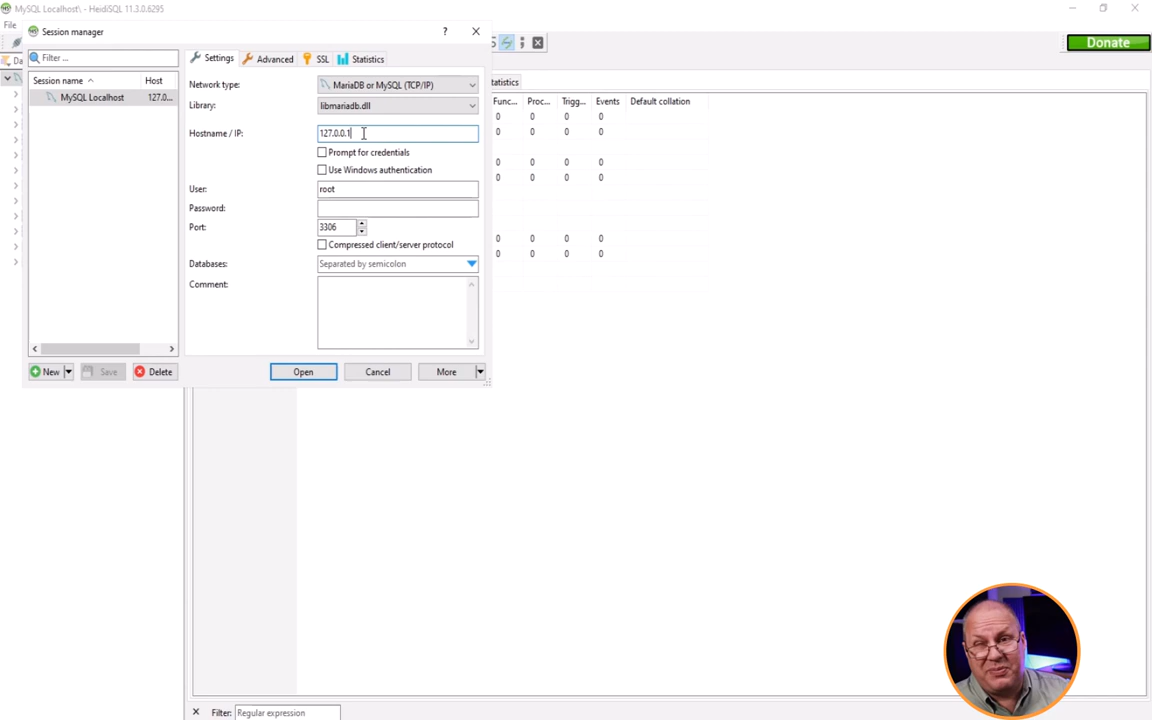 MySQL Localhost\ - HeidiSQL 11.3.0.6295
File
Donate
Session manager
?
Filter ...
Session name
Host
MySQL Localhost
127.0...
Settings
Advanced
SSL
Statistics
Network type:
MariaDB or MySQL (TCP/IP)
Library:
libmariadb.dll
Hostname / IP:
127.0.0.1
Prompt for credentials
Use Windows authentication
User:
root
Password:
Port:
3306
Compressed client/server protocol
Databases:
Separated by semicolon
Comment:
New
Save
Delete
Open
Cancel
More
tatistics
Func...
Proc...
Trigg...
Events
Default collation
0 0 0 0
0 0 0 0
0 0 0 0
0 0 0 0
0 0 0 0
0 0 0 0
Filter:
Regular expression